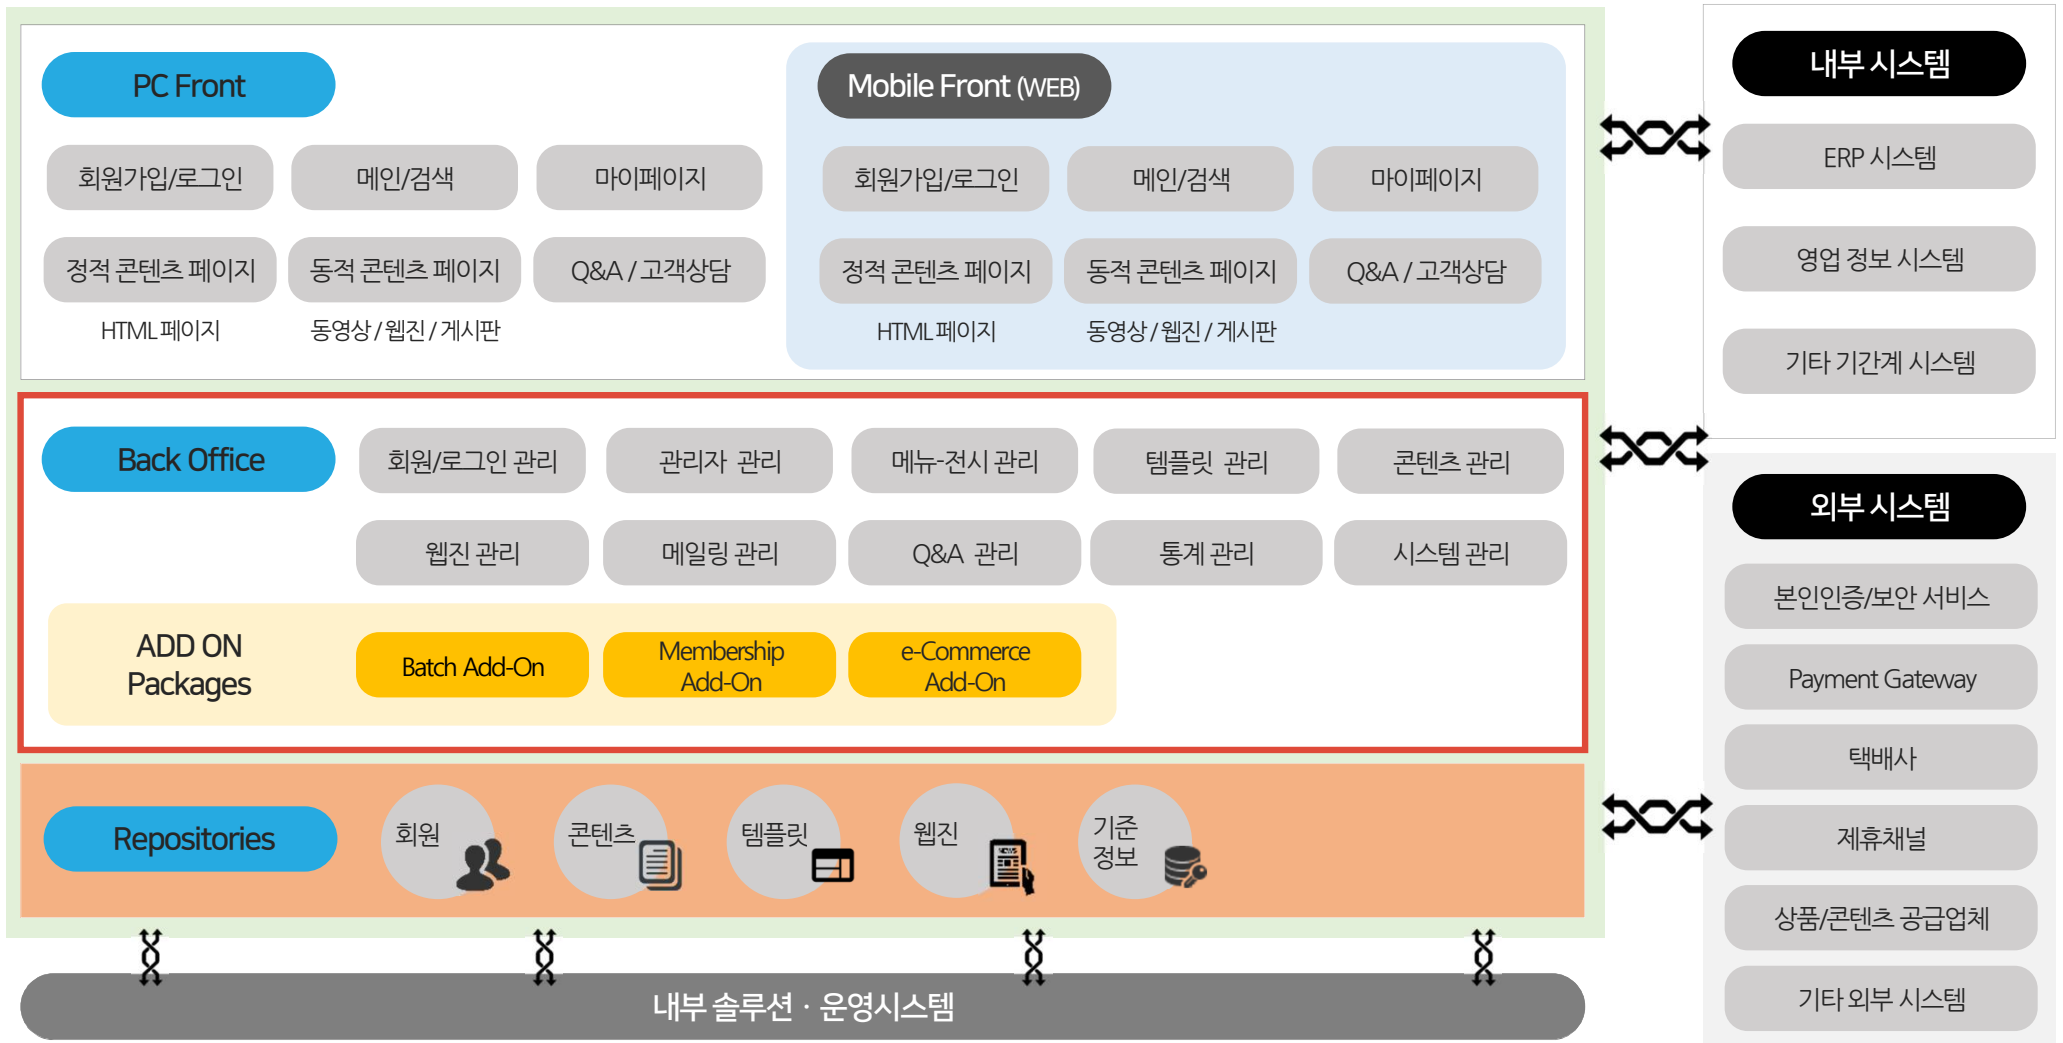 PC Front
회원가입/로그인
메인/검색
마이페이지
정적 콘텐츠 페이지
동적 콘텐츠 페이지
Q&A / 고객상담
HTML 페이지
동영상 / 웹진 / 게시판
Mobile Front (WEB)
회원가입/로그인
메인/검색
마이페이지
정적 콘텐츠 페이지
동적 콘텐츠 페이지
Q&A / 고객상담
HTML 페이지
동영상 / 웹진 / 게시판
Back Office
회원/로그인 관리
관리자 관리
메뉴-전시 관리
템플릿 관리
콘텐츠 관리
웹진 관리
메일링 관리
Q&A 관리
통계 관리
시스템 관리
ADD ON
Packages
Batch Add-On
Membership
Add-On
e-Commerce
Add-On
Repositories
회원
콘텐츠
템플릿
웹진
NEWS
기준
정보
내부 솔루션 · 운영시스템
내부 시스템
ERP 시스템
영업 정보 시스템
기타 기간계 시스템
외부 시스템
본인인증/보안 서비스
Payment Gateway
택배사
제휴채널
상품/콘텐츠 공급업체
기타 외부 시스템